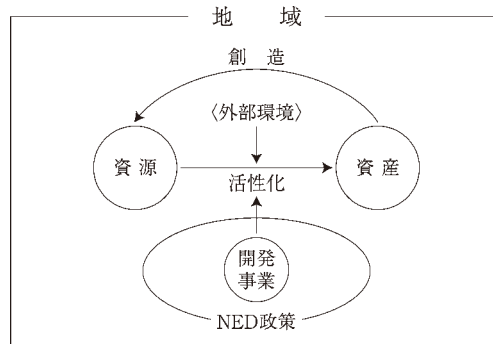 地 域
創 造
〈外部環境〉
資 源
資 産
活性化
開発
事業
NED政策